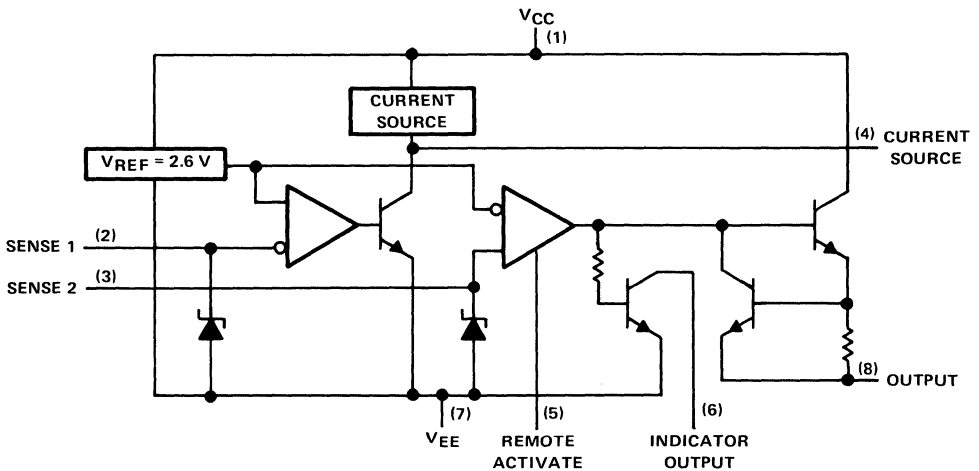 VCC
(1)
CURRENT
SOURCE
(4)
CURRENT
SOURCE
VREF = 2.6 V
SENSE 1
(2)
SENSE 2
(3)
(8)
OUTPUT
(7)
VEE
(5)
REMOTE
ACTIVATE
(6)
INDICATOR
OUTPUT